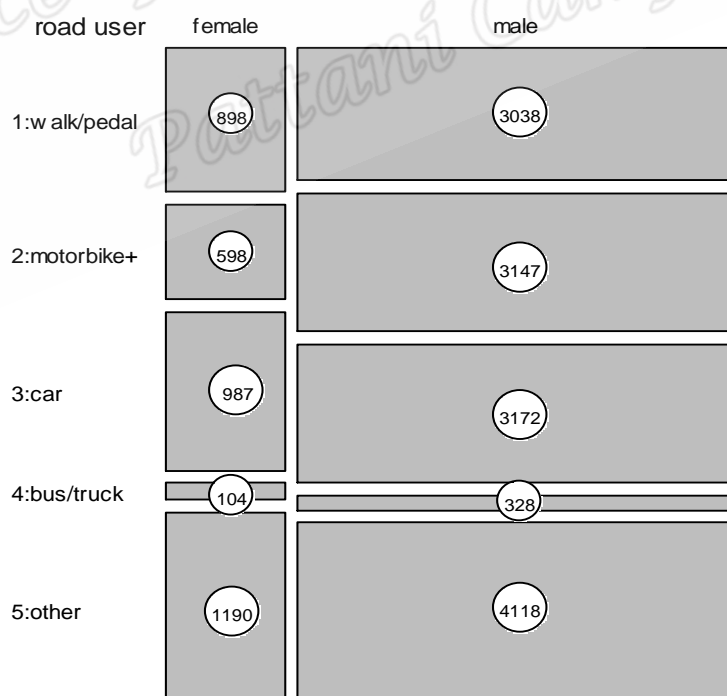 road user female male
1:w alk/pedal 898 3038
2:motorbike+ 598 3147
3:car 987 3172
4:bus/truck 104 328
5:other 1190 4118
Pattani